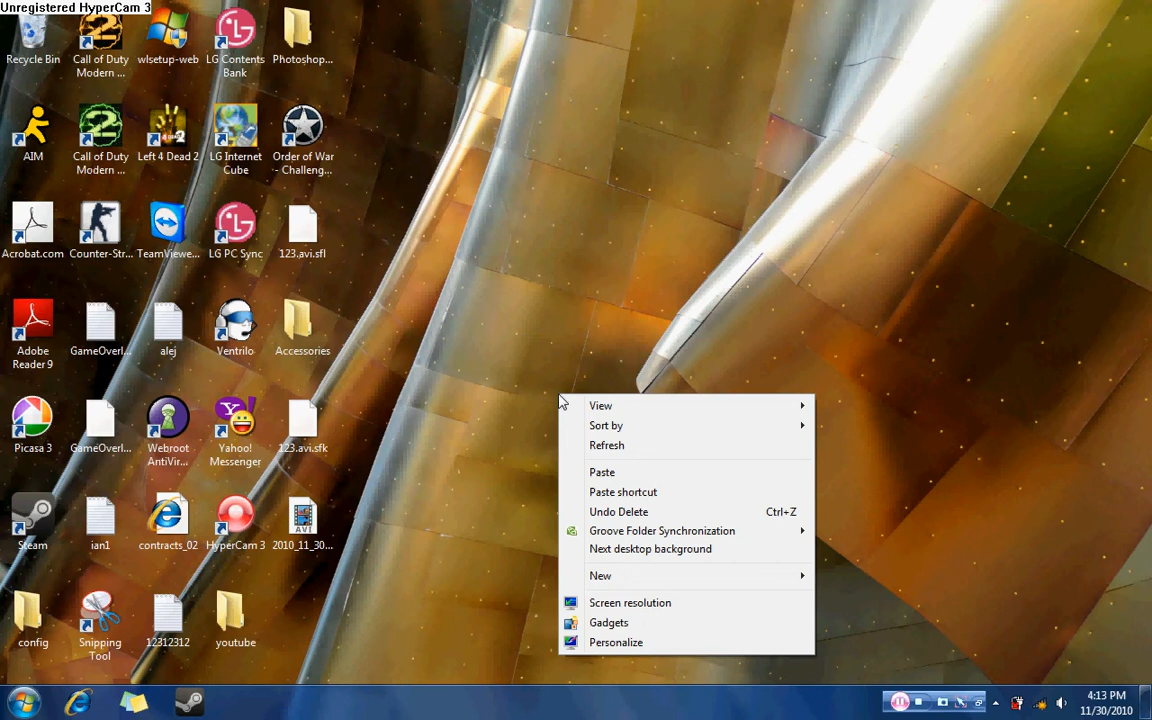 Unregistered HyperCam 3
Recycle Bin
Call of Duty
Modern ...
wlsetup-web
LG Contents
Bank
Photoshop...
AIM
Call of Duty
Modern ...
Left 4 Dead 2
LG Internet
Cube
Order of War
- Challeng...
Acrobat.com
Counter-Str...
TeamViewe...
LG PC Sync
123.avi.sfl
Adobe
Reader 9
GameOverl...
alej
Ventrilo
Accessories
Picasa 3
GameOverl...
Webroot
AntiVir...
Yahoo!
Messenger
123.avi.sfk
Steam
ian1
contracts_02
HyperCam 3
AVI
2010_11_30...
config
Snipping
Tool
12312312
youtube
View
Sort by
Refresh
Paste
Paste shortcut
Undo Delete Ctrl+Z
Groove Folder Synchronization
Next desktop background
New
Screen resolution
Gadgets
Personalize
4:13 PM
11/30/2010